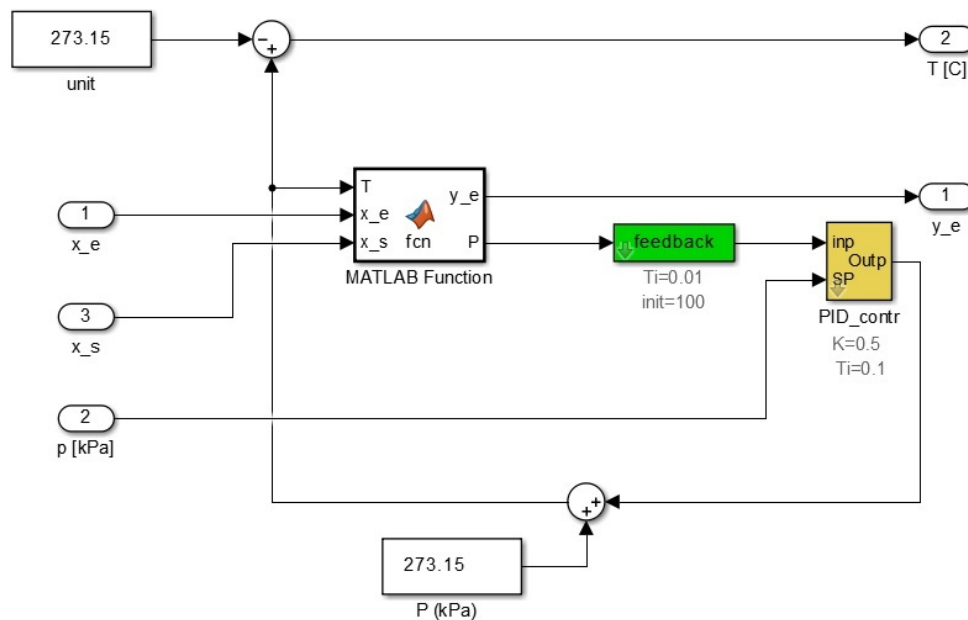 273.15
unit
−
+
2
T [C]
T
x_e
x_s
y_e
P
fcn
MATLAB Function
1
x_e
3
x_s
2
p [kPa]
1
y_e
feedback
Ti=0.01
init=100
inp
Outp
SP
PID_contr
K=0.5
Ti=0.1
+
+
273.15
P (kPa)